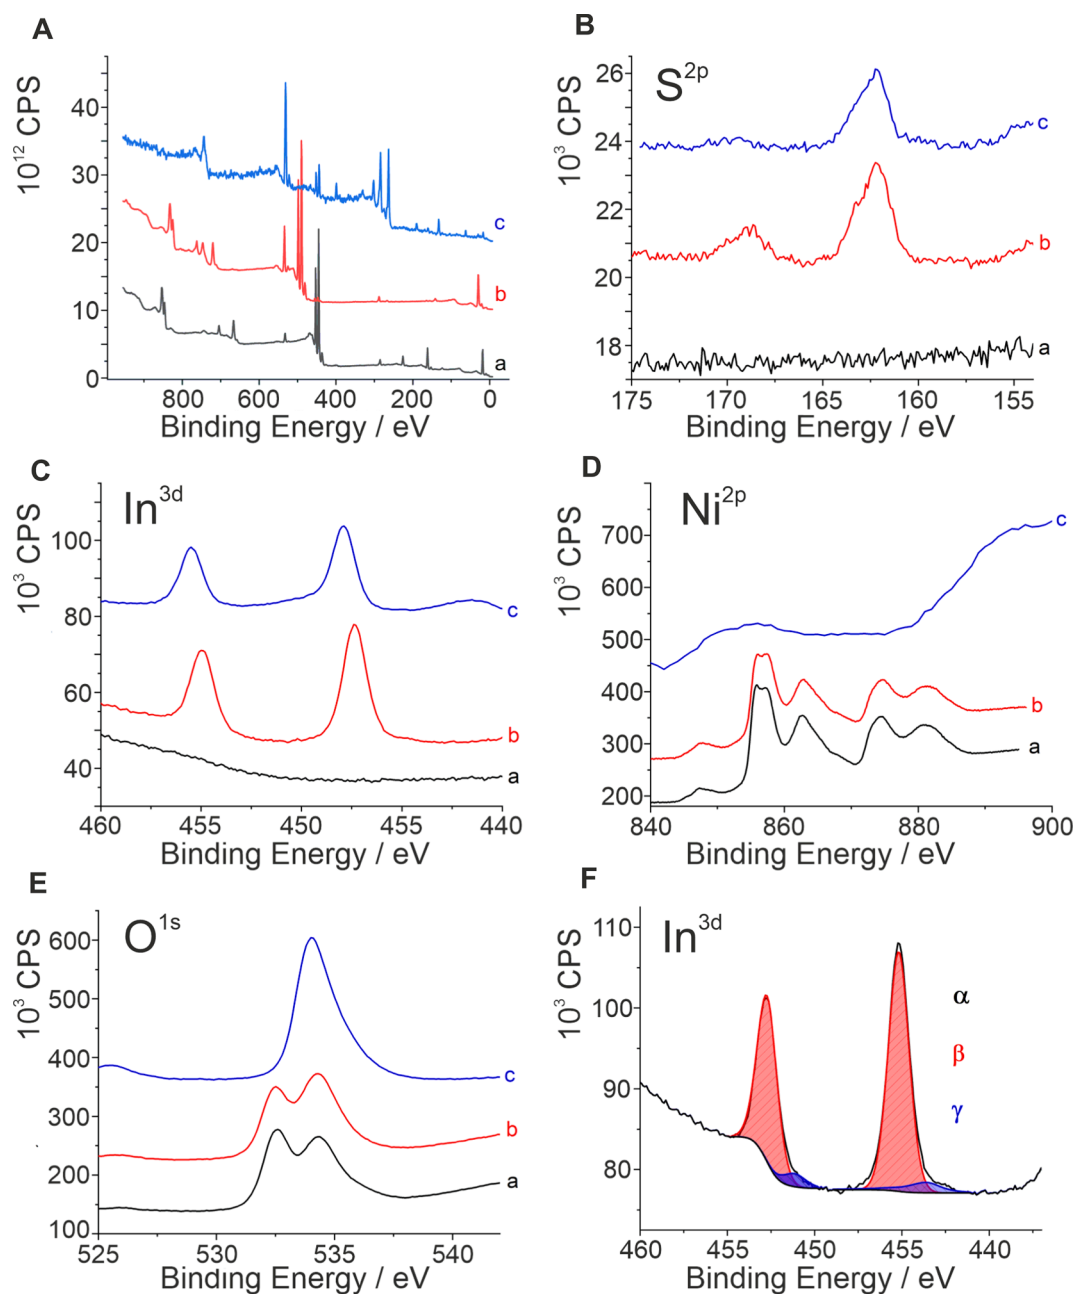 A
10¹² CPS
40
30
20
10
0
c
b
a
800
600
400
200
0
Binding Energy / eV
B
S²ᵖ
10³ CPS
26
24
22
20
18
c
b
a
175
170
165
160
155
Binding Energy / eV
C
In³ᵈ
10³ CPS
100
80
60
40
c
b
a
460
455
450
455
440
Binding Energy / eV
D
Ni²ᵖ
10³ CPS
700
600
500
400
300
200
c
b
a
840
860
880
900
Binding Energy / eV
E
O¹ˢ
10³ CPS
600
500
400
300
200
100
c
b
a
525
530
535
540
Binding Energy / eV
F
In³ᵈ
10³ CPS
110
100
90
80
α
β
γ
460
455
450
455
440
Binding Energy / eV